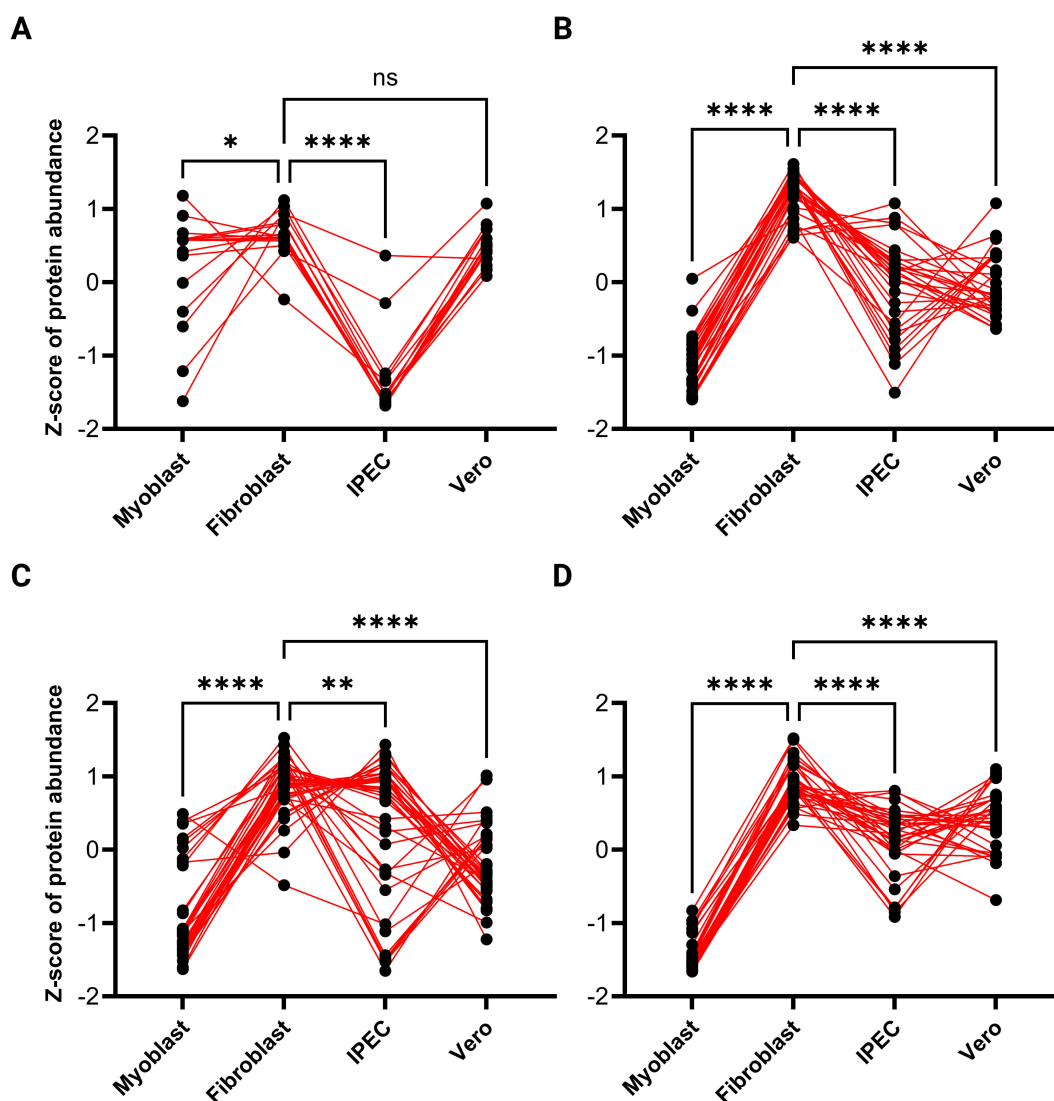 A
B
ns
****
*
****
****
****
Z-score of protein abundance
2
1
0
-1
-2
2
1
0
-1
-2
Myoblast
Fibroblast
IPEC
Vero
Myoblast
Fibroblast
IPEC
Vero
C
D
****
****
****
**
****
****
Z-score of protein abundance
2
1
0
-1
-2
2
1
0
-1
-2
Myoblast
Fibroblast
IPEC
Vero
Myoblast
Fibroblast
IPEC
Vero